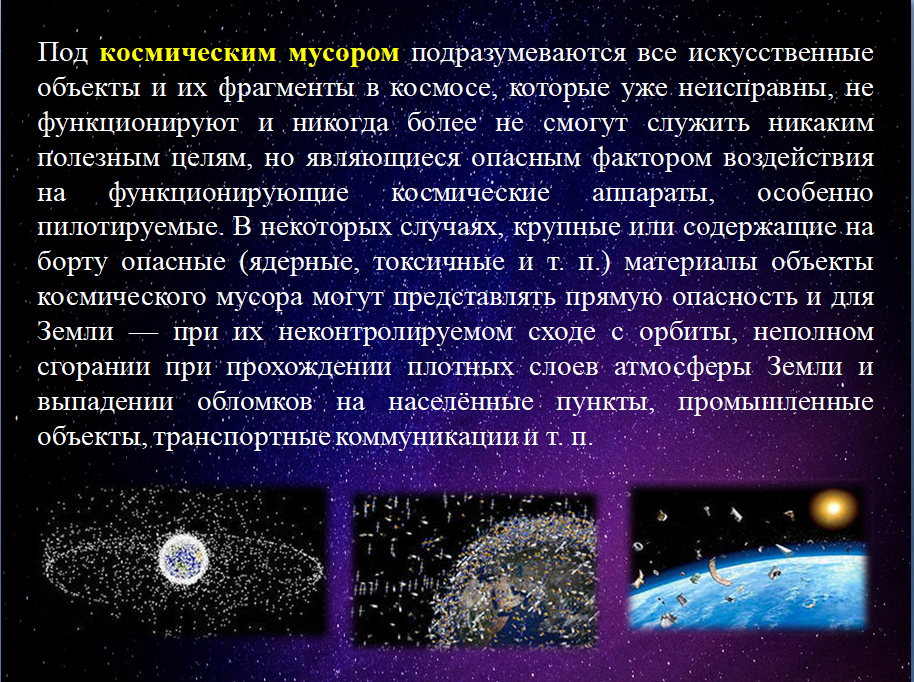 Под космическим мусором подразумеваются все искусственные
объекты и их фрагменты в космосе, которые уже неисправны, не
функционируют и никогда более не смогут служить никаким
полезным целям, но являющиеся опасным фактором воздействия
на функционирующие космические аппараты, особенно
пилотируемые. В некоторых случаях, крупные или содержащие на
борту опасные (ядерные, токсичные и т. п.) материалы объекты
космического мусора могут представлять прямую опасность и для
Земли — при их неконтролируемом сходе с орбиты, неполном
сгорании при прохождении плотных слоев атмосферы Земли и
выпадении обломков на населённые пункты, промышленные
объекты, транспортные коммуникации и т. п.